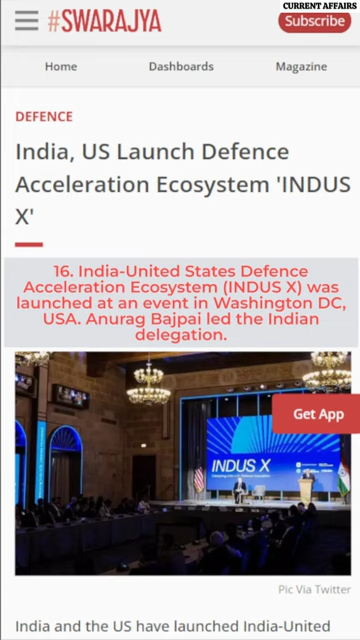 CURRENT AFFAIRS
#SWARAJYA
Subscribe
Home
Dashboards
Magazine
DEFENCE
India, US Launch Defence
Acceleration Ecosystem 'INDUS
X'
16. India-United States Defence
Acceleration Ecosystem (INDUS X) was
launched at an event in Washington DC,
USA. Anurag Bajpai led the Indian
delegation.
Get App
INDUS X
Pic Via Twitter
India and the US have launched India-United